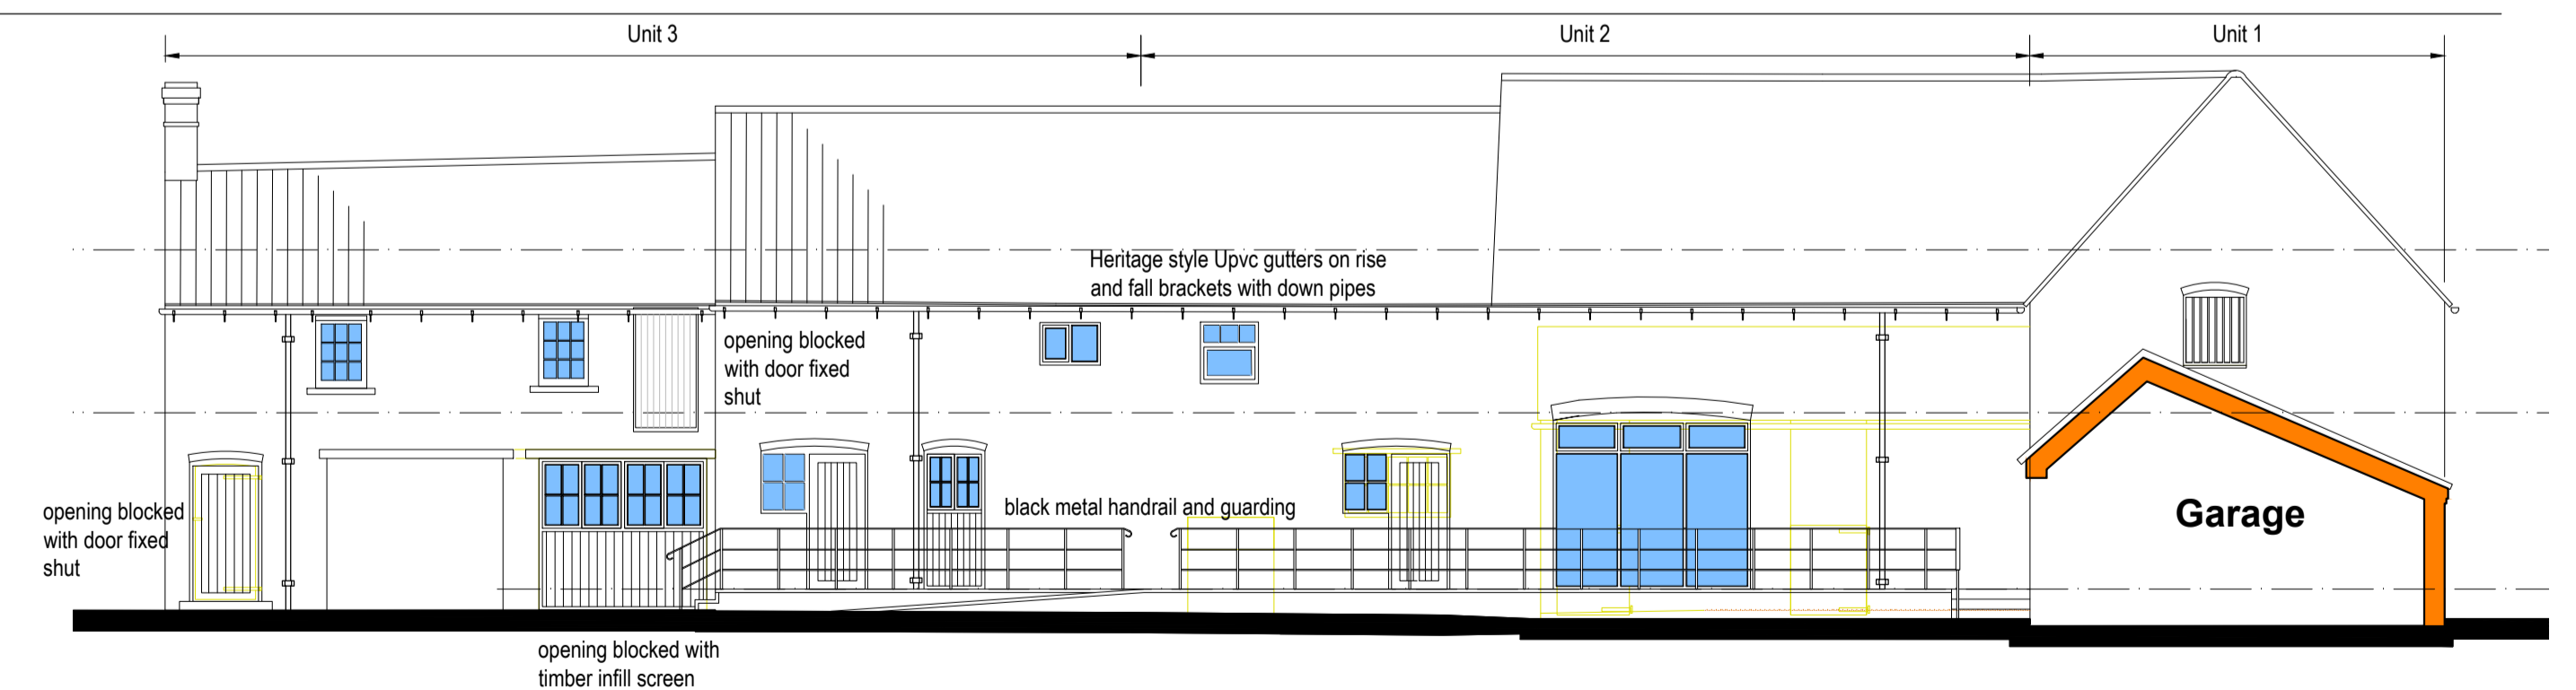 Unit 3
Unit 2
Unit 1
Heritage style Upvc gutters on rise
and fall brackets with down pipes
opening blocked
with door fixed
shut
opening blocked
with door fixed
shut
black metal handrail and guarding
Garage
opening blocked with
timber infill screen